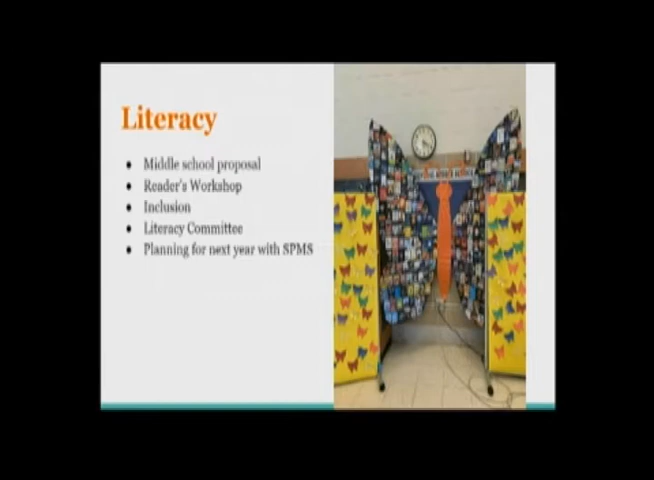 Literacy
Middle school proposal
Reader's Workshop
Inclusion
Literacy Committee
Planning for next year with SPMS